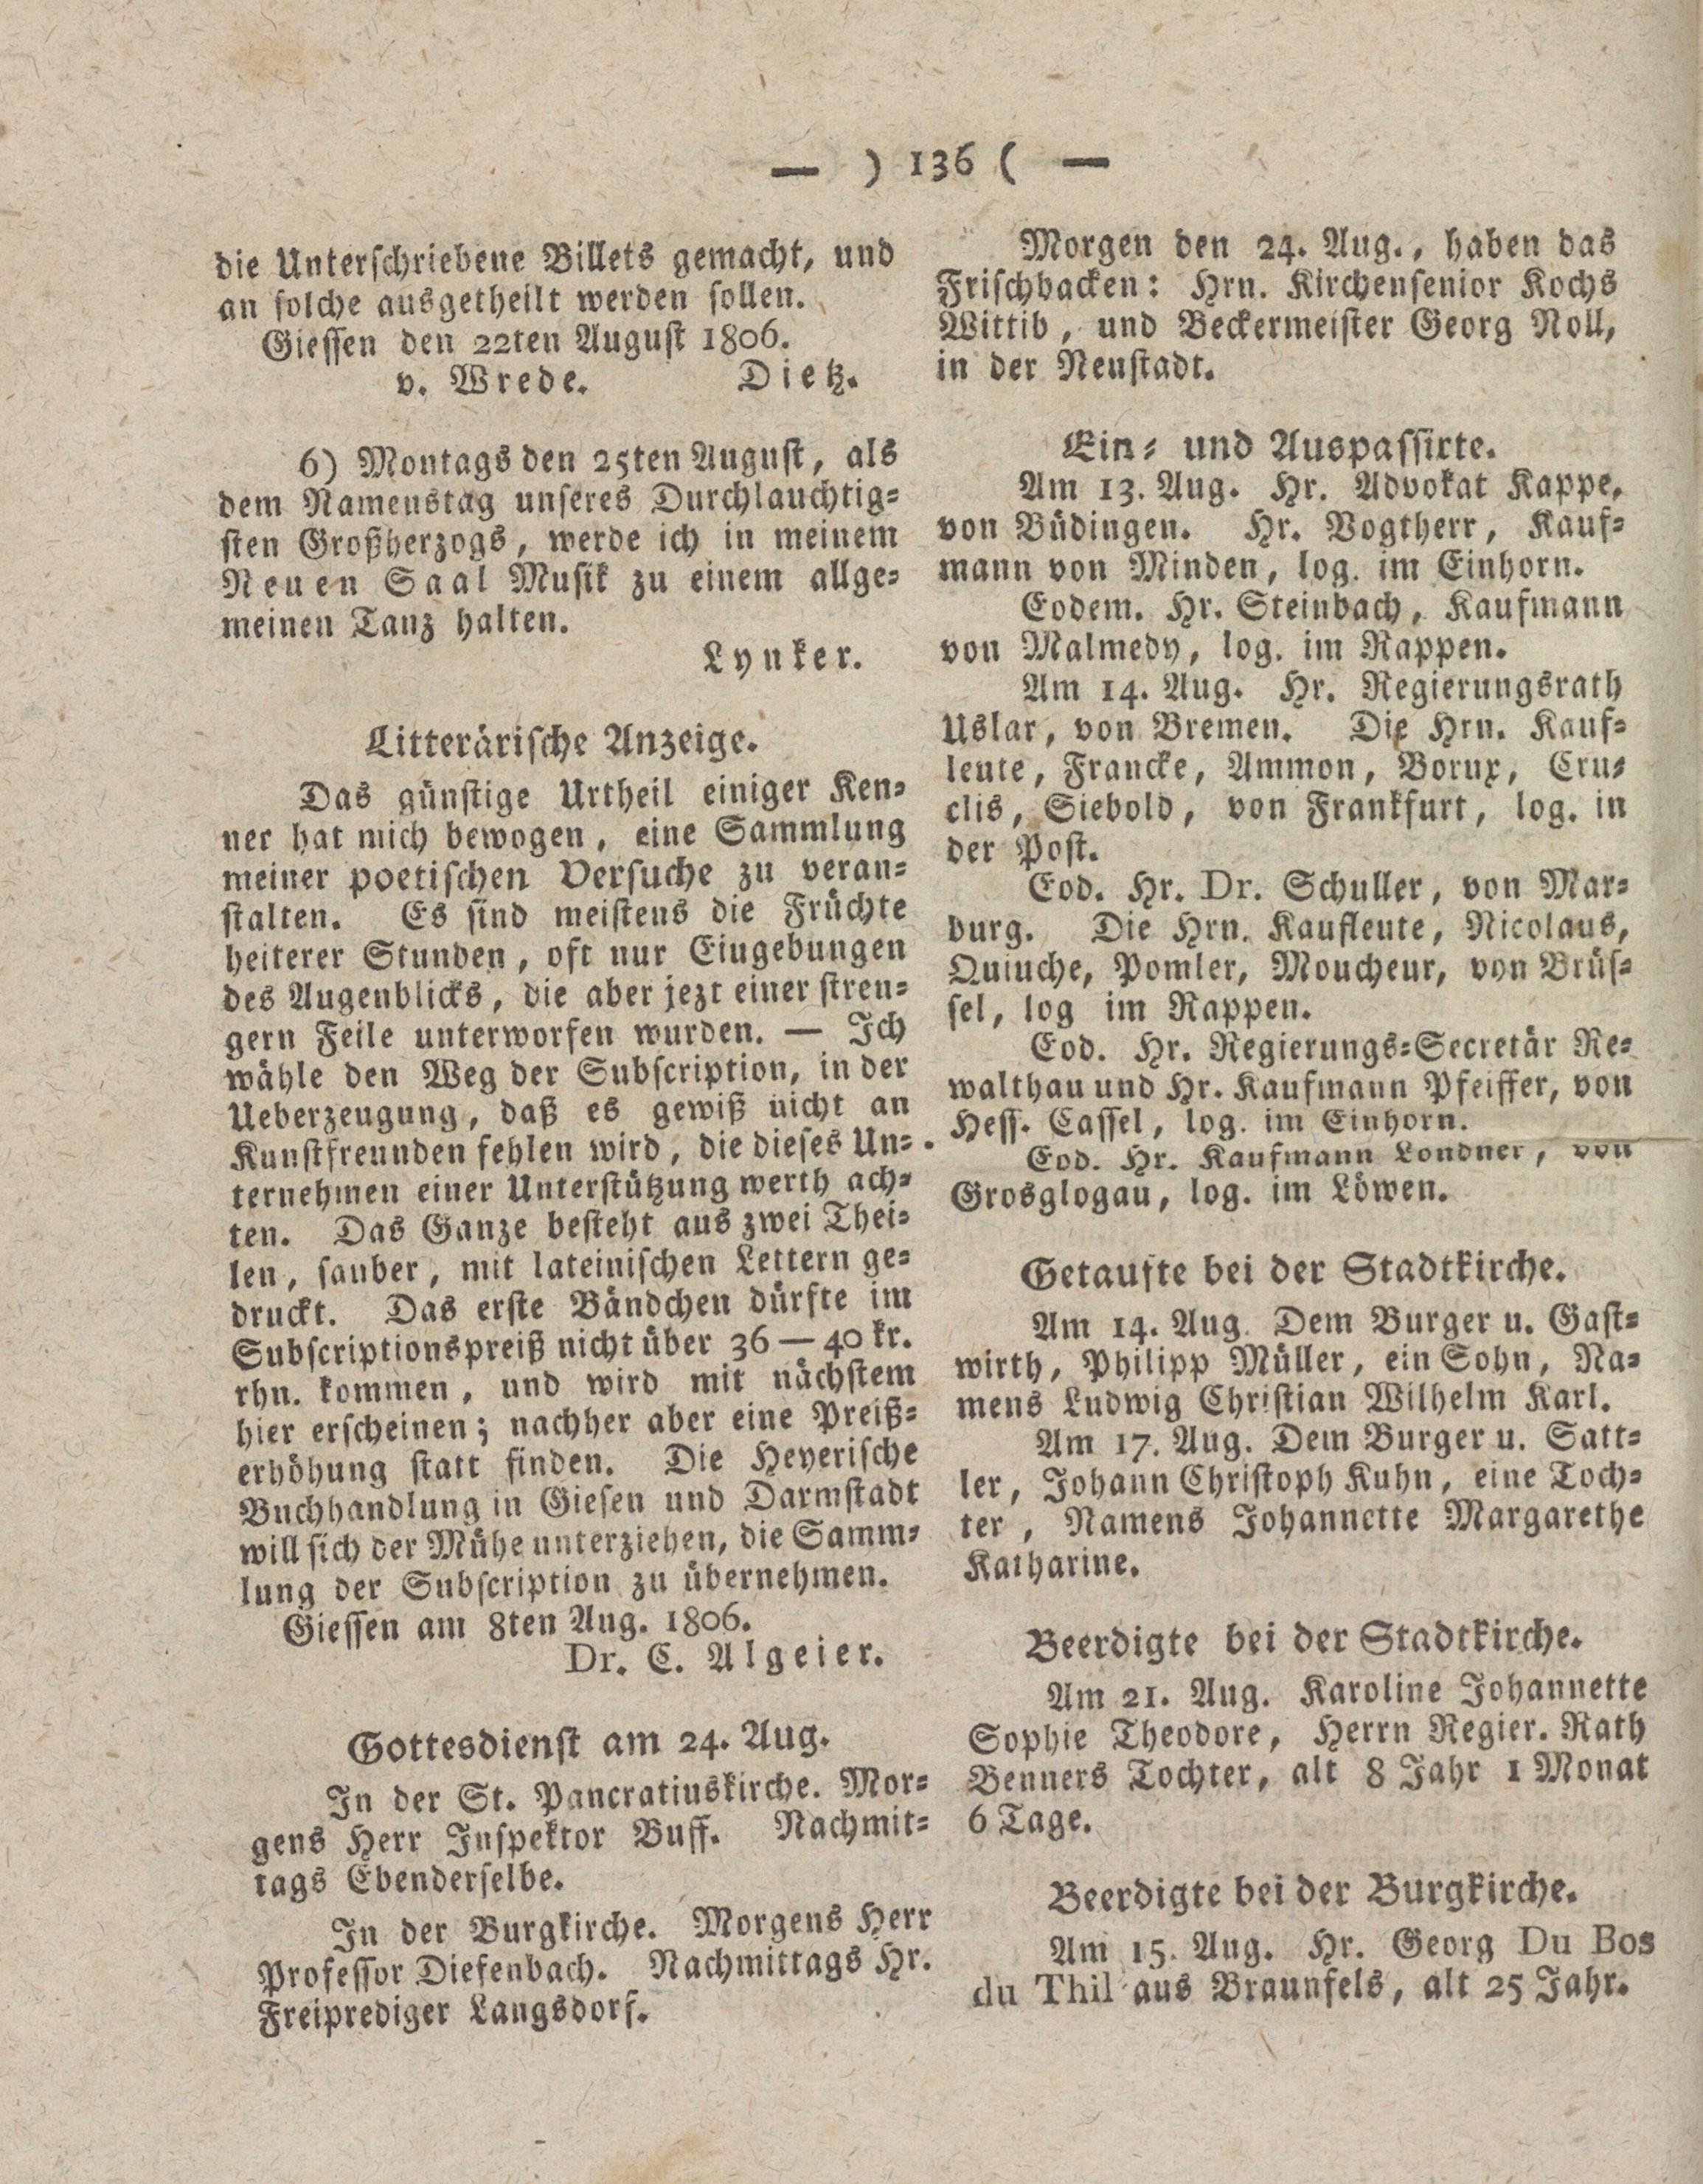 — ) 136 ( —
die Unterschriebene Billets gemacht, und
an solche ausgetheilt werden sollen.
Giessen den 22ten August 1806.
v. Wrede. Dietz.
6) Montags den 25ten August, als
dem Namenstag unseres Durchlauchtig=
sten Großherzogs, werde ich in meinem
Neuen Saal Musik zu einem allge=
meinen Tanz halten.
Lynker.
Litterärische Anzeige.
Das günstige Urtheil einiger Ken=
ner hat mich bewogen, eine Sammlung
meiner poetischen Versuche zu veran=
stalten. Es sind meistens die Früchte
heiterer Stunden, oft nur Eiugebungen
des Augenblicks, die aber jezt einer stren=
gern Feile unterworfen wurden. — Ich
wähle den Weg der Subscription, in der
Ueberzeugung, daß es gewiß nicht an
Kunstfreunden fehlen wird, die dieses Un=
ternehmen einer Unterstützung werth ach=
ten. Das Ganze besteht aus zwei Thei=
len, sauber, mit lateinischen Lettern ge=
druckt. Das erste Bändchen dürfte im
Subscriptionspreiß nicht über 36 — 40 kr.
rhn. kommen, und wird mit nächstem
hier erscheinen; nachher aber eine Preiß=
erhöhung statt finden. Die Heyerische
Buchhandlung in Giesen und Darmstadt
will sich der Mühe unterziehen, die Samm=
lung der Subscription zu übernehmen.
Giessen am 8ten Aug. 1806.
Dr. C. Algeier.
Gottesdienst am 24. Aug.
In der St. Pancratiuskirche. Mor=
gens Herr Inspektor Buff. Nachmit=
tags Ebenderselbe.
In der Burgkirche. Morgens Herr
Professor Diefenbach. Nachmittags Hr.
Freiprediger Langsdorf.
Morgen den 24. Aug., haben das
Frischbacken: Hrn. Kirchensenior Kochs
Wittib, und Beckermeister Georg Noll,
in der Neustadt.
Ein= und Auspassirte.
Am 13. Aug. Hr. Advokat Kappe,
von Büdingen. Hr. Vogtherr, Kauf=
mann von Minden, log. im Einhorn.
Eodem. Hr. Steinbach, Kaufmann
von Malmedy, log. im Rappen.
Am 14. Aug. Hr. Regierungsrath
Uslar, von Bremen. Die Hrn. Kauf=
leute, Francke, Ammon, Borux, Cru=
clis, Siebold, von Frankfurt, log. in
der Post.
Eod. Hr. Dr. Schuller, von Mar=
burg. Die Hrn. Kaufleute, Nicolaus,
Quiuche, Pomler, Moucheur, von Brüs=
sel, log im Rappen.
Eod. Hr. Regierungs=Secretär Re=
walthau und Hr. Kaufmann Pfeiffer, von
Hess. Cassel, log. im Einhorn.
Eod. Hr. Kaufmann Londner, von
Grosglogau, log. im Löwen.
Getaufte bei der Stadtkirche.
Am 14. Aug. Dem Burger u. Gast=
wirth, Philipp Müller, ein Sohn, Na=
mens Ludwig Christian Wilhelm Karl.
Am 17. Aug. Dem Burger u. Satt=
ler, Johann Christoph Kuhn, eine Toch=
ter, Namens Johannette Margarethe
Katharine.
Beerdigte bei der Stadtkirche.
Am 21. Aug. Karoline Johannette
Sophie Theodore, Herrn Regier. Rath
Benners Tochter, alt 8 Jahr 1 Monat
6 Tage.
Beerdigte bei der Burgkirche.
Am 15. Aug. Hr. Georg Du Bos
du Thil aus Braunfels, alt 25 Jahr.